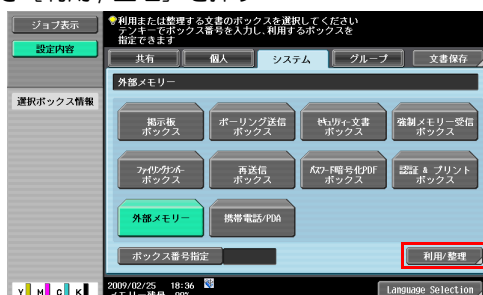 ジョブ表示
設定内容
選択ボックス情報
利用または整理する文書のボックスを選択してください
テンキーでボックス番号を入力し、利用するボックスを
指定できます
共有 個人 システム グループ 文書保存
外部メモリー
掲示板
ボックス
ポーリング送信
ボックス
ｾｷｭﾘﾃｨｰ文書
ボックス
強制メモリー受信
ボックス
ﾌｧｲﾘﾝｸﾞﾅﾝﾊﾞｰ
ボックス
再送信
ボックス
ﾊﾟｽﾜｰﾄﾞ暗号化PDF
ボックス
認証 & プリント
ボックス
外部メモリー
携帯電話/PDA
ボックス番号指定
利用/整理
Y M C K
2009/02/25 18:36
Language Selection